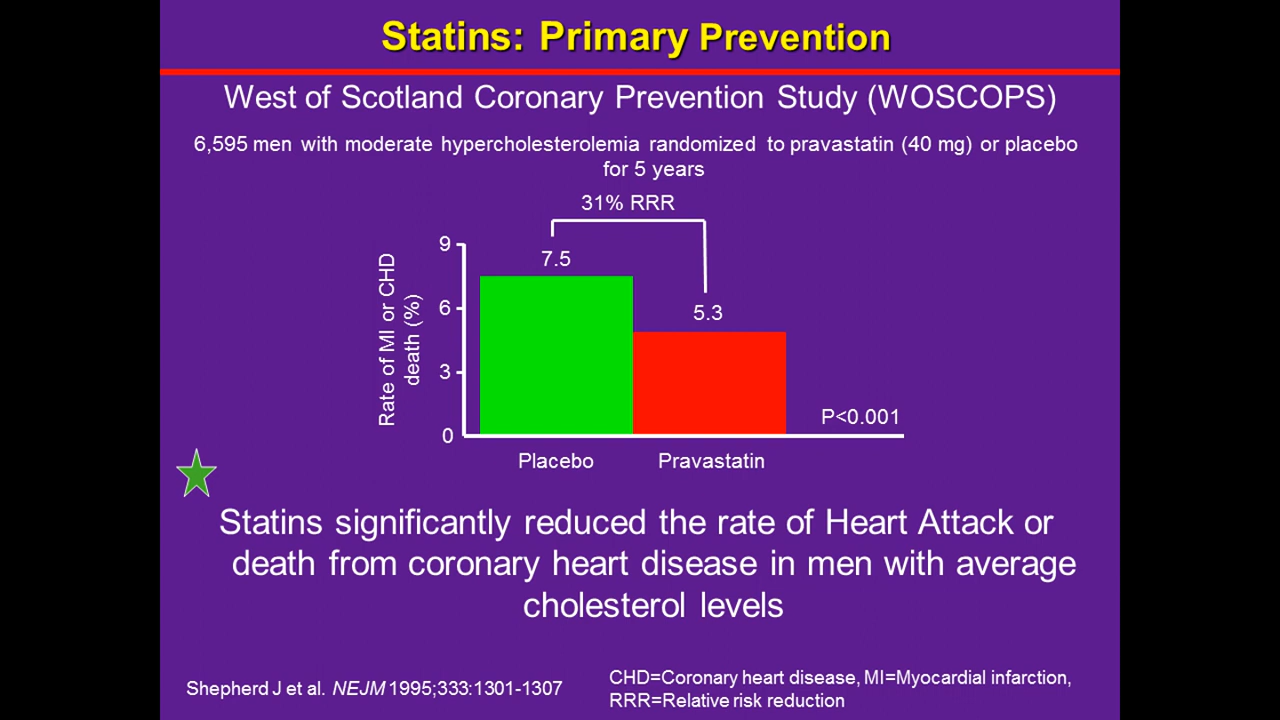 Statins: Primary Prevention
West of Scotland Coronary Prevention Study (WOSCOPS)
6,595 men with moderate hypercholesterolemia randomized to pravastatin (40 mg) or placebo
for 5 years
31% RRR
Rate of MI or CHD
death (%)
9
6
3
0
7.5
5.3
P<0.001
Placebo
Pravastatin
Statins significantly reduced the rate of Heart Attack or
death from coronary heart disease in men with average
cholesterol levels
Shepherd J et al. NEJM 1995;333:1301-1307
CHD=Coronary heart disease, MI=Myocardial infarction,
RRR=Relative risk reduction